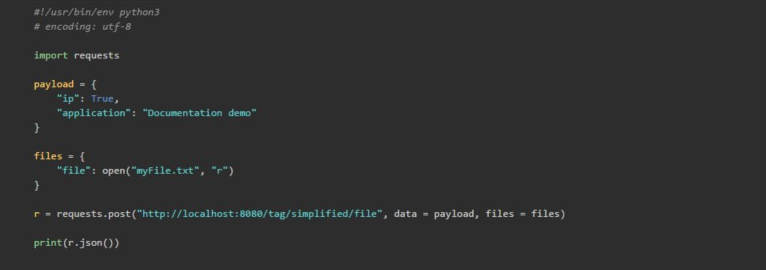 #!/usr/bin/env python3
# encoding: utf-8
import requests
payload = {
    "ip": True,
    "application": "Documentation demo"
}
files = {
    "file": open("myFile.txt", "r")
}
r = requests.post("http://localhost:8080/tag/simplified/file", data = payload, files = files)
print(r.json())